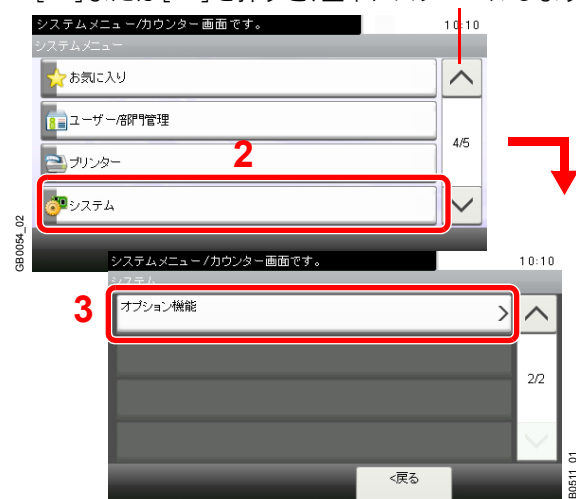 システムメニュー/カウンター画面です。
10:10
システムメニュー
お気に入り
ユーザー/部門管理
4/5
プリンター
2
システム
GB0054_02
システムメニュー/カウンター画面です。
10:10
システム
3
オプション機能
2/2
<戻る
B0511_01